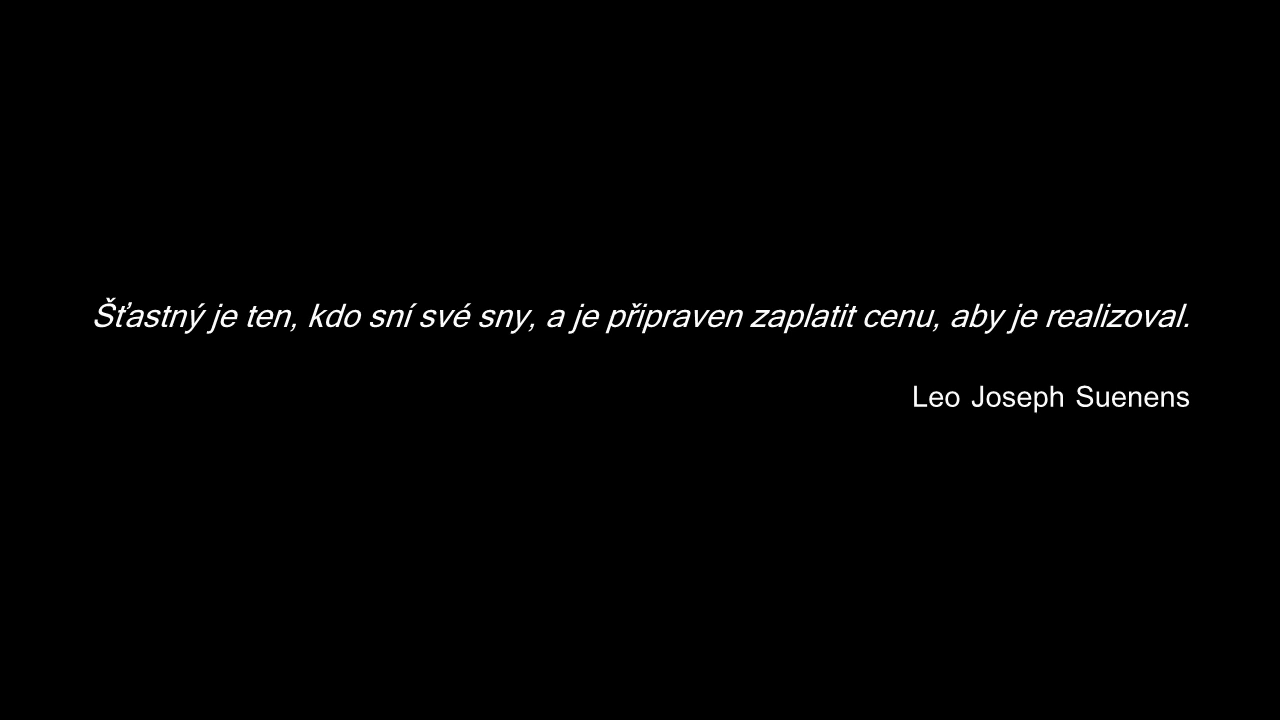 Šťastný je ten, kdo sní své sny, a je připraven zaplatit cenu, aby je realizoval.
Leo Joseph Suenens